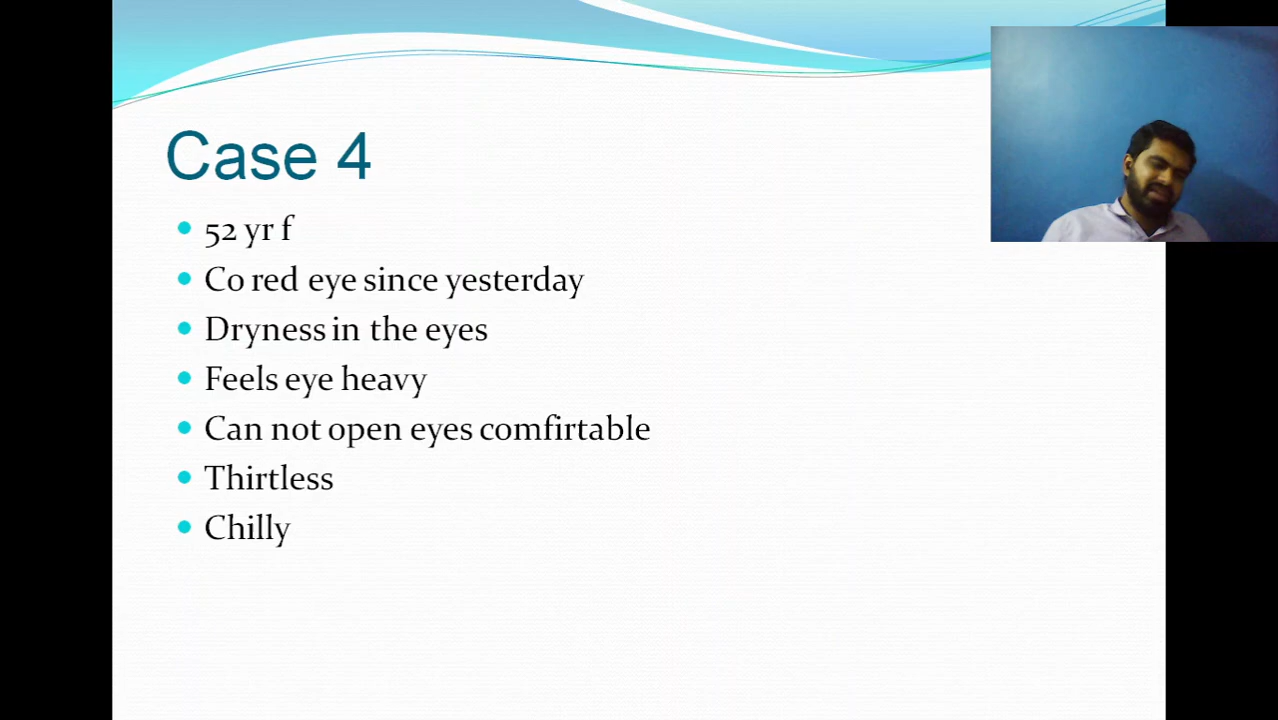 Case 4
52 yr f
Co red eye since yesterday
Dryness in the eyes
Feels eye heavy
Can not open eyes comfirtable
Thirtless
Chilly